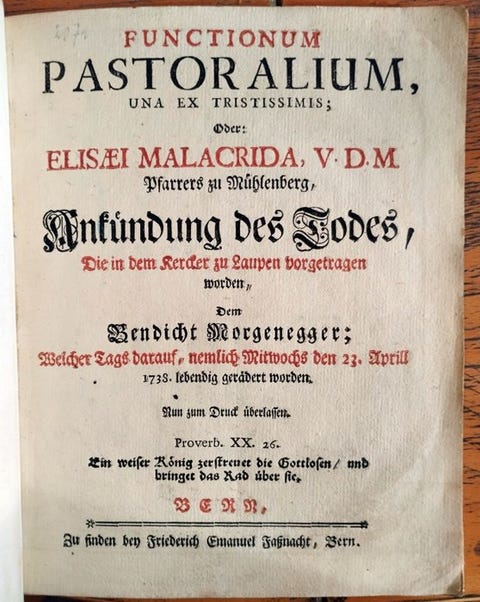 FUNCTIONUM
PASTORALIUM,
UNA EX TRISTISSIMIS;
Oder:
ELISÆI MALACRIDA, V. D. M.
Pfarrers zu Mühlenberg,
Ankündung des Todes,
Die in dem Kercker zu Laupen vorgetragen
worden,
Dem
Bendicht Morgenegger;
Welcher Tags darauf, nemlich Mitwochs den 23. Aprill
1738. lebendig gerädert worden.
Nun zum Druck überlassen.
Proverb. XX. 26.
Ein weiser König zerstreuet die Gottlosen/ und
bringet das Rad über sie.
BERN,
Zu finden bey Friederich Emanuel Faßnacht, Bern.